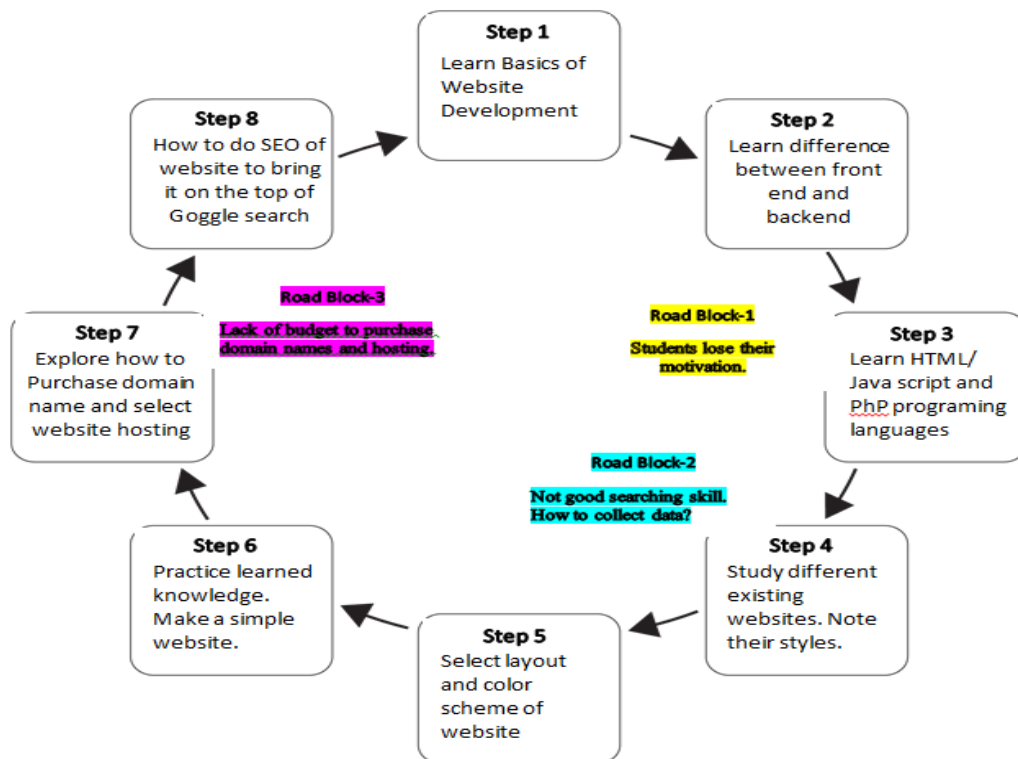 Step 1
Learn Basics of
Website
Development
Step 2
Learn difference
between front
end and
backend
Step 3
Learn HTML/
Java script and
PhP programing
languages
Step 4
Study different
existing
websites. Note
their styles.
Step 5
Select layout
and color
scheme of
website
Step 6
Practice learned
knowledge.
Make a simple
website.
Step 7
Explore how to
Purchase domain
name and select
website hosting
Step 8
How to do SEO of
website to bring
it on the top of
Goggle search
Road Block-1
Students lose their
motivation.
Road Block-2
Not good searching skill.
How to collect data?
Road Block-3
Lack of budget to purchase
domain names and hosting.